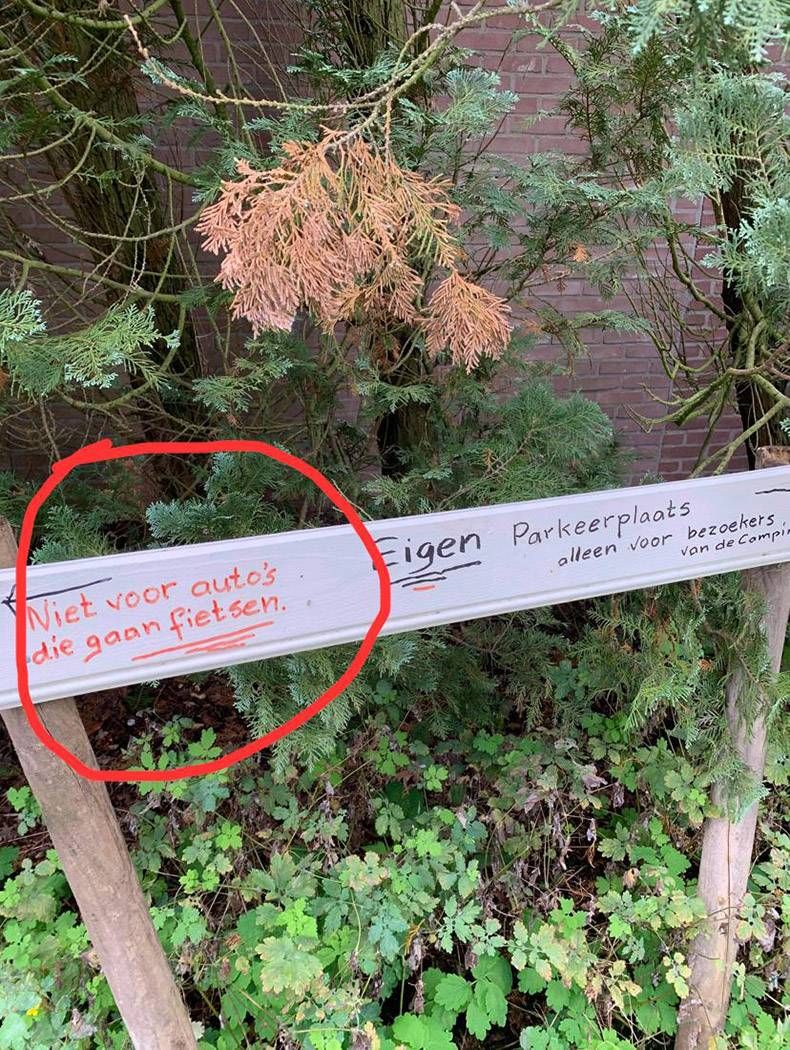 Niet voor auto's
die gaan fietsen.
Eigen Parkeerplaats
alleen voor bezoekers
van de